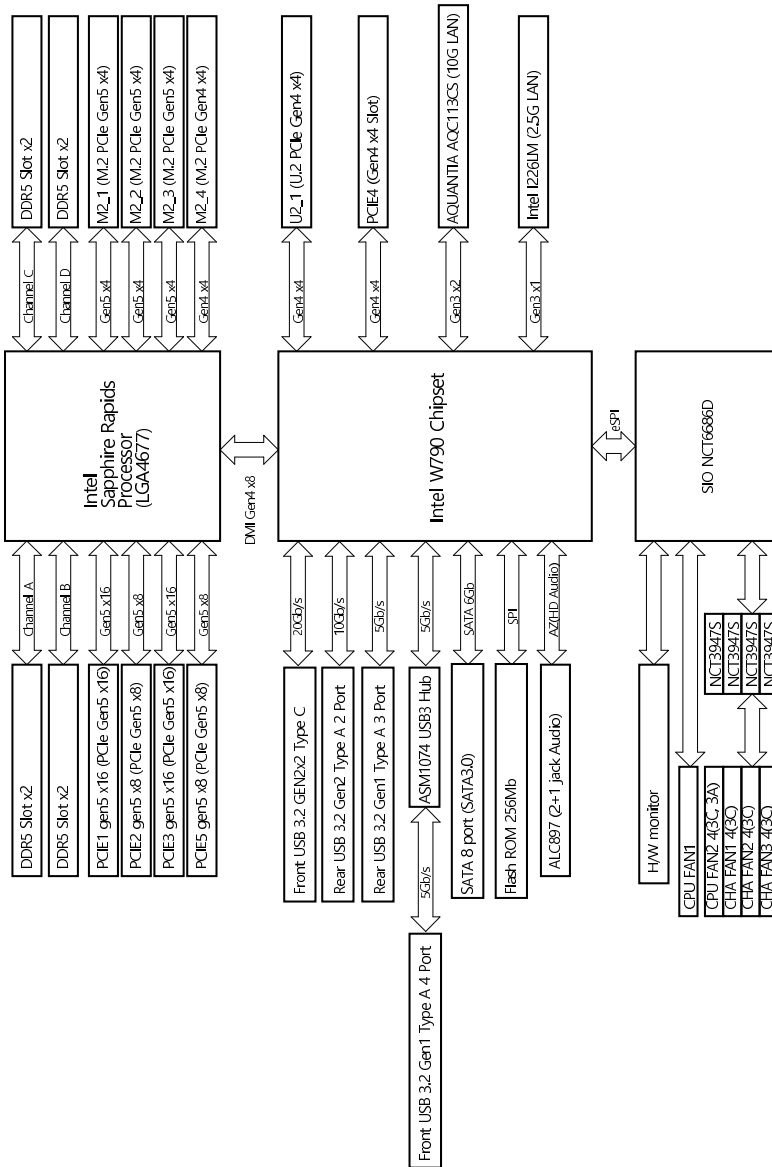 DDR5 Slot x2
DDR5 Slot x2
M2_1 (M.2 PCIe Gen5 x4)
M2_2 (M.2 PCIe Gen5 x4)
M2_3 (M.2 PCIe Gen5 x4)
M2_4 (M.2 PCIe Gen4 x4)
U2_1 (U.2 PCIe Gen4 x4)
PCIE4 (Gen4 x4 Slot)
AQUANTIA AQC113CS (10G LAN)
Intel I226LM (2.5G LAN)
Channel C
Channel D
Gen5 x4
Gen5 x4
Gen5 x4
Gen4 x4
Gen4 x4
Gen4 x4
Gen3 x2
Gen3 x1
Intel
Sapphire Rapids
Processor
(LGA4677)
DMI Gen4 x8
Intel W790 Chipset
eSPI
SIO NCT6686D
Channel A
Channel B
Gen5 x16
Gen5 x8
Gen5 x16
Gen5 x8
20Gb/s
10Gb/s
5Gb/s
5Gb/s
SATA 6Gb
SPI
AZ(HD Audio)
DDR5 Slot x2
DDR5 Slot x2
PCIE1 gen5 x16 (PCIe Gen5 x16)
PCIE2 gen5 x8 (PCIe Gen5 x8)
PCIE3 gen5 x16 (PCIe Gen5 x16)
PCIE5 gen5 x8 (PCIe Gen5 x8)
Front USB 3.2 GEN2x2 Type C
Rear USB 3.2 Gen2 Type A 2 Port
Rear USB 3.2 Gen1 Type A 3 Port
ASM1074 USB3 Hub
5Gb/s
Front USB 3.2 Gen1 Type A 4 Port
SATA 8 port (SATA3.0)
Flash ROM 256Mb
ALC897 (2+1 jack Audio)
NCT3947S
NCT3947S
NCT3947S
NCT3947S
H/W monitor
CPU FAN1
CPU FAN2 4(3C, 3A)
CHA FAN1 4(3C)
CHA FAN2 4(3C)
CHA FAN3 4(3C)